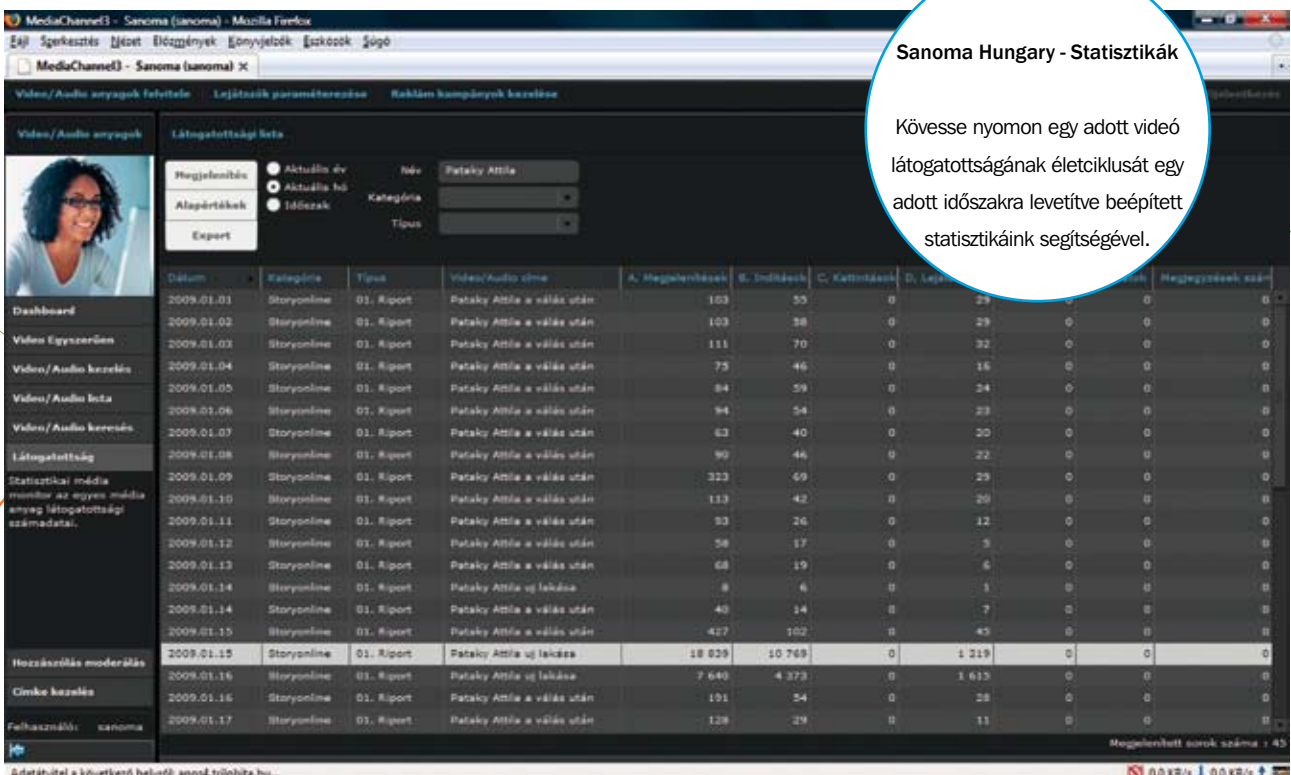 MediaChannel3 - Sanoma (sanoma) - Mozilla Firefox
Fájl Szerkesztés Nézet Előzmények Könyvjelzők Eszközök Súgó
MediaChannel3 - Sanoma (sanoma)
Video/Audio anyagok felvitele Lejátszók paraméterezése Reklám kampányok kezelése
Sanoma Hungary - Statisztikák
Kövesse nyomon egy adott videó
látogatottságának életciklusát egy
adott időszakra levetítve beépített
statisztikáink segítségével.
Video/Audio anyagok
Látogatottsági lista
Megjelenítés
Alapértékek
Export
Aktuális év
Aktuális hó
Időszak
Név Pataky Attila
Kategória
Típus
Dashboard
Video Egyszerűen
Video/Audio kezelés
Video/Audio lista
Video/Audio keresés
Látogatottság
Statisztikai média
monitor az egyes média
anyag látogatottsági
számadatai.
Hozzászólás moderálás
Címke kezelés
Felhasználó: sanoma
Dátum Kategória Típus Video/Audio címe A. Megjelenítések B. Indítások C. Kattintások Megjegyzések szám
2009.01.01 Storyonline 01. Riport Pataky Attila a válás után 103 55 0 29 0 0 0
2009.01.02 Storyonline 01. Riport Pataky Attila a válás után 103 58 0 29 0 0 0
2009.01.03 Storyonline 01. Riport Pataky Attila a válás után 111 70 0 32 0 0 0
2009.01.04 Storyonline 01. Riport Pataky Attila a válás után 75 46 0 16 0 0 0
2009.01.05 Storyonline 01. Riport Pataky Attila a válás után 84 59 0 24 0 0 0
2009.01.06 Storyonline 01. Riport Pataky Attila a válás után 94 54 0 23 0 0 0
2009.01.07 Storyonline 01. Riport Pataky Attila a válás után 63 40 0 20 0 0 0
2009.01.08 Storyonline 01. Riport Pataky Attila a válás után 90 46 0 22 0 0 0
2009.01.09 Storyonline 01. Riport Pataky Attila a válás után 323 69 0 29 0 0 0
2009.01.10 Storyonline 01. Riport Pataky Attila a válás után 113 42 0 20 0 0 0
2009.01.11 Storyonline 01. Riport Pataky Attila a válás után 93 26 0 12 0 0 0
2009.01.12 Storyonline 01. Riport Pataky Attila a válás után 58 17 0 5 0 0 0
2009.01.13 Storyonline 01. Riport Pataky Attila a válás után 68 19 0 6 0 0 0
2009.01.14 Storyonline 01. Riport Pataky Attila uj lakása 8 6 0 1 0 0 0
2009.01.14 Storyonline 01. Riport Pataky Attila a válás után 40 14 0 7 0 0 0
2009.01.15 Storyonline 01. Riport Pataky Attila a válás után 427 102 0 45 0 0 0
2009.01.15 Storyonline 01. Riport Pataky Attila uj lakása 18 839 10 769 0 1 219 0 0 0
2009.01.16 Storyonline 01. Riport Pataky Attila uj lakása 7 640 4 373 0 1 615 0 0 0
2009.01.16 Storyonline 01. Riport Pataky Attila a válás után 191 54 0 28 0 0 0
2009.01.17 Storyonline 01. Riport Pataky Attila a válás után 128 29 0 11 0 0 0
Megjelenített sorok száma : 45